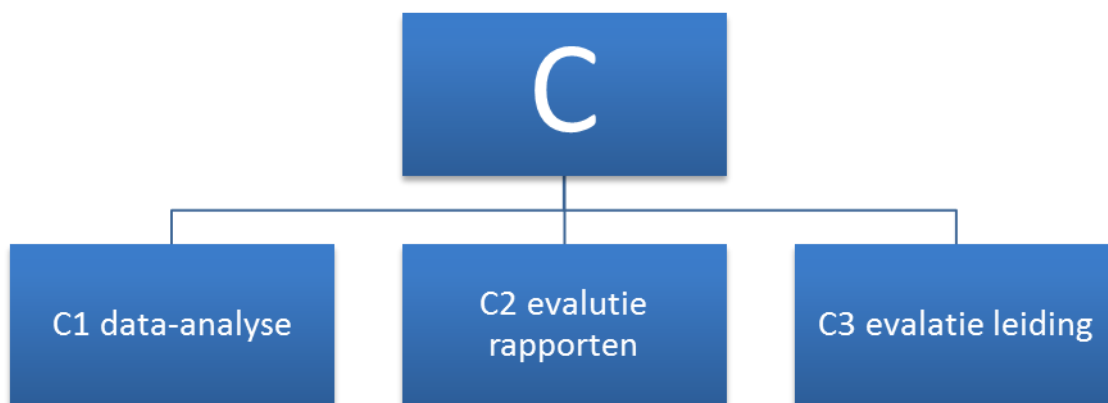 C
C1 data-analyse
C2 evalutie
rapporten
C3 evalatie leiding